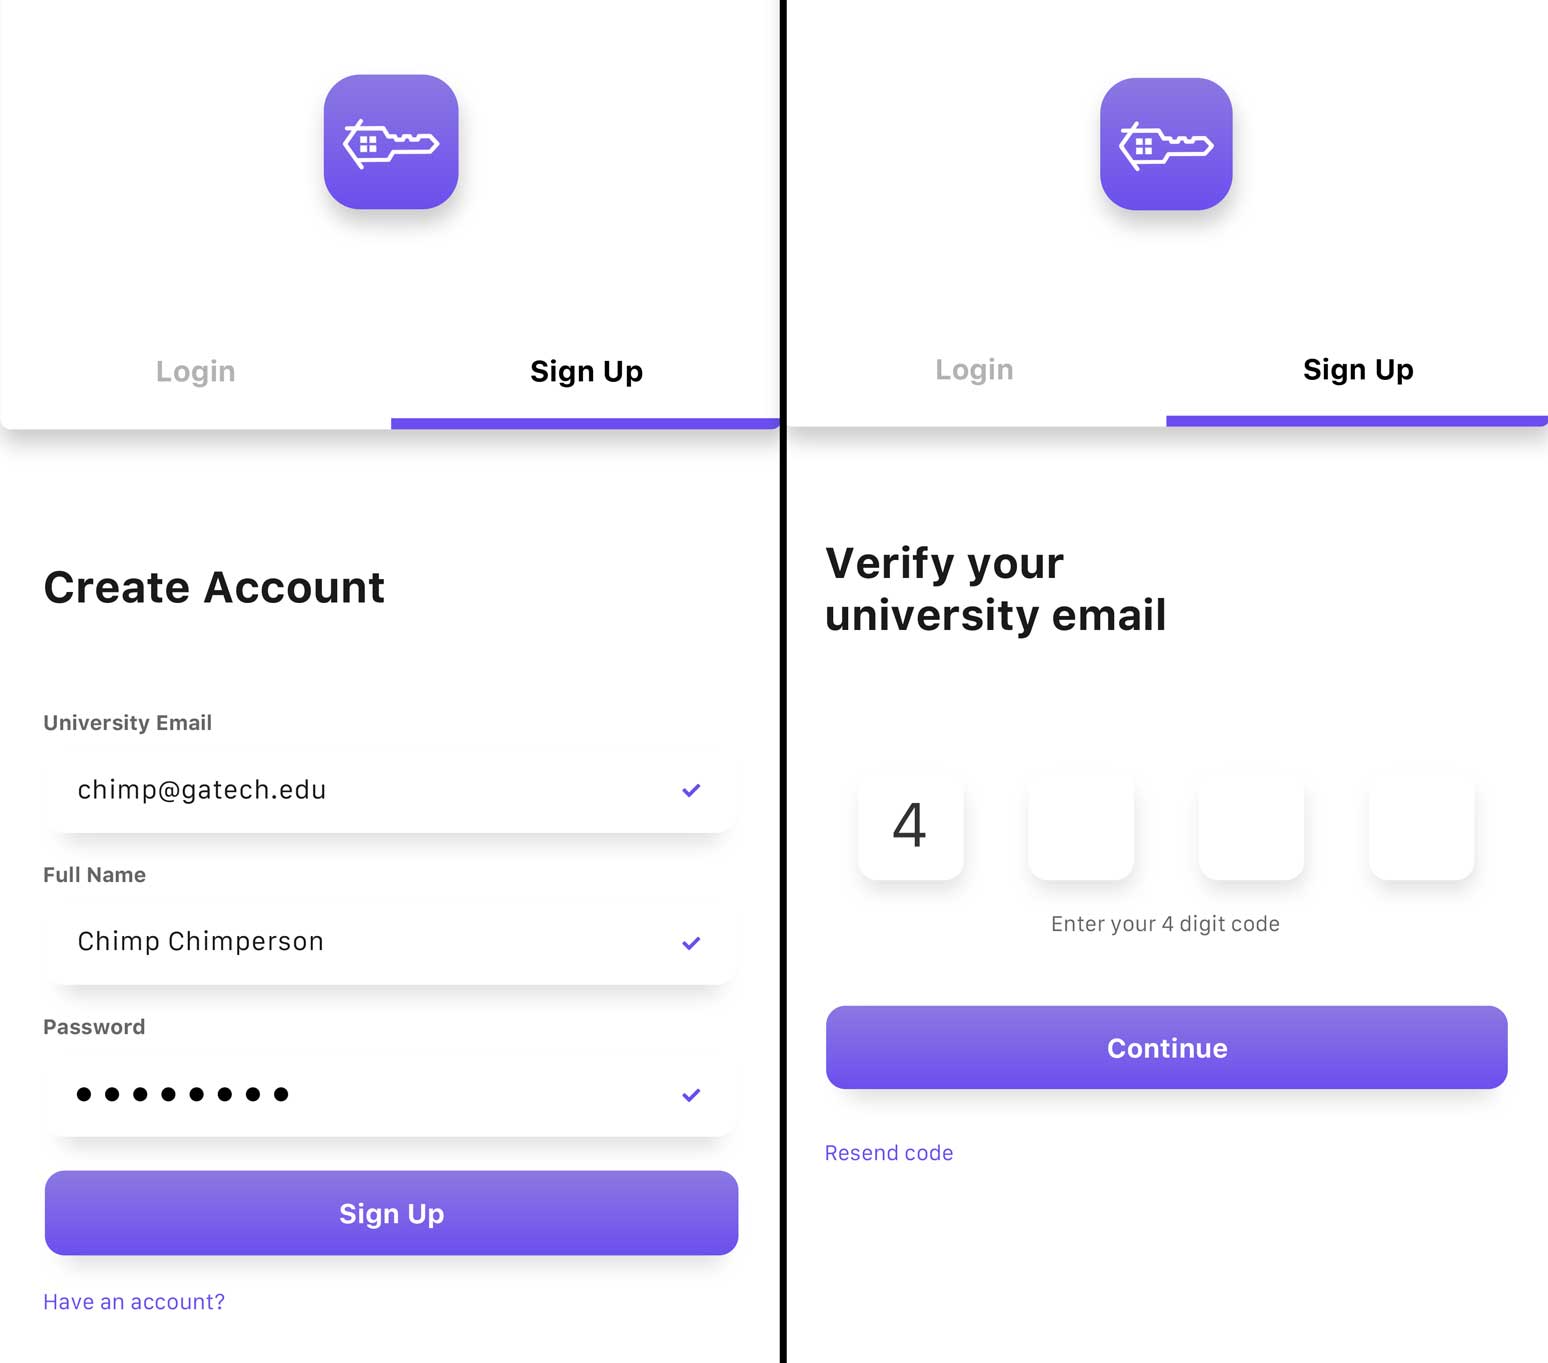 Login
Sign Up
Create Account
University Email
chimp@gatech.edu
Full Name
Chimp Chimperson
Password
Sign Up
Have an account?
Login
Sign Up
Verify your
university email
4
Enter your 4 digit code
Continue
Resend code